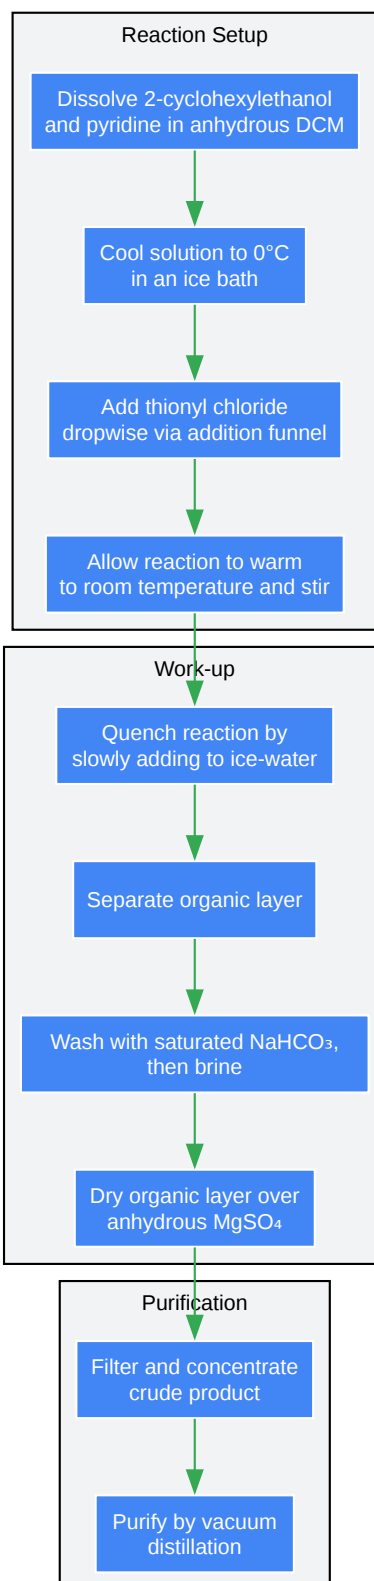 Reaction Setup
Dissolve 2-cyclohexylethanol
and pyridine in anhydrous DCM
Cool solution to 0°C
in an ice bath
Add thionyl chloride
dropwise via addition funnel
Allow reaction to warm
to room temperature and stir
Work-up
Quench reaction by
slowly adding to ice-water
Separate organic layer
Wash with saturated NaHCO₃,
then brine
Dry organic layer over
anhydrous MgSO₄
Purification
Filter and concentrate
crude product
Purify by vacuum
distillation